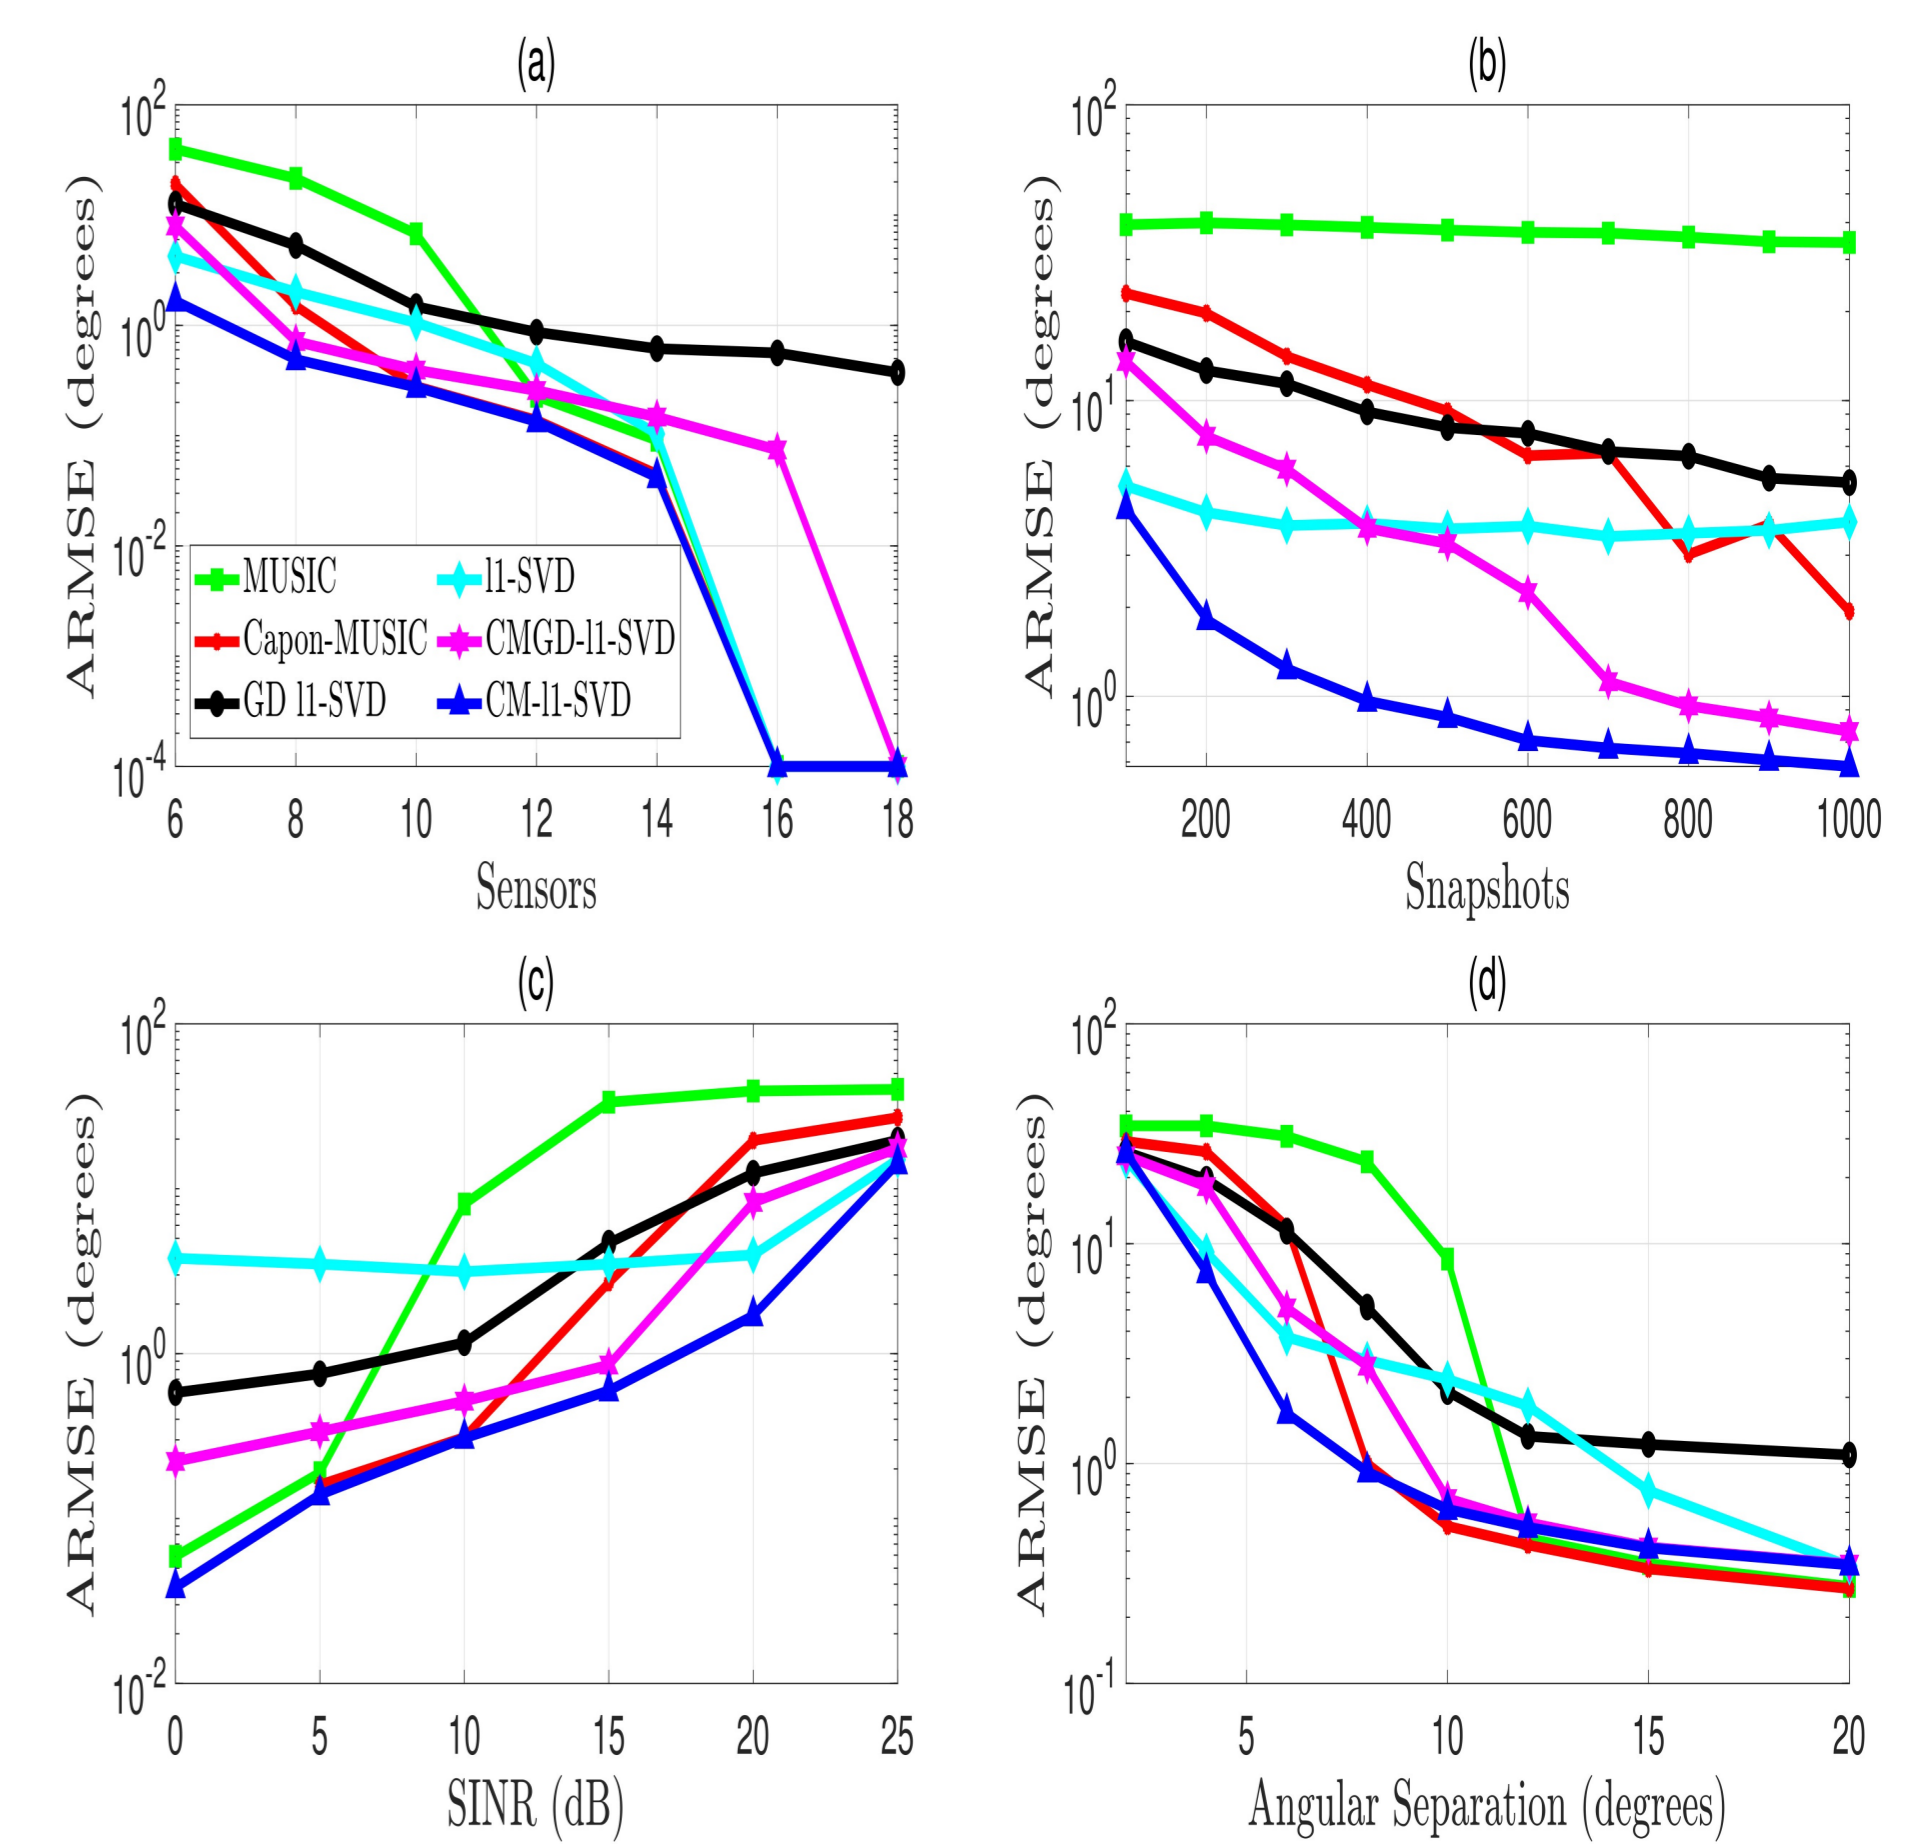 (a)
ARMSE (degrees)
10^2
10^0
10^-2
10^-4
MUSIC
l1-SVD
Capon-MUSIC
CMGD-l1-SVD
GD l1-SVD
CM-l1-SVD
6 8 10 12 14 16 18
Sensors
(b)
ARMSE (degrees)
10^2
10^1
10^0
200 400 600 800 1000
Snapshots
(c)
ARMSE (degrees)
10^2
10^0
10^-2
0 5 10 15 20 25
SINR (dB)
(d)
ARMSE (degrees)
10^2
10^1
10^0
10^-1
5 10 15 20
Angular Separation (degrees)